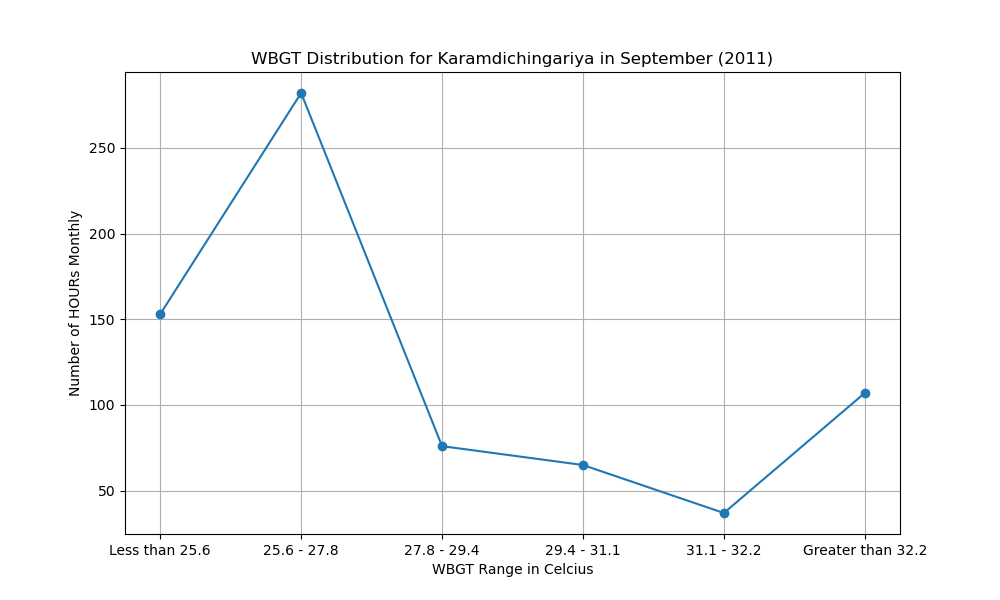 WBGT Distribution for Karamdichingariya in September (2011)
Number of HOURs Monthly
250
200
150
100
50
Less than 25.6
25.6 - 27.8
27.8 - 29.4
29.4 - 31.1
31.1 - 32.2
Greater than 32.2
WBGT Range in Celcius